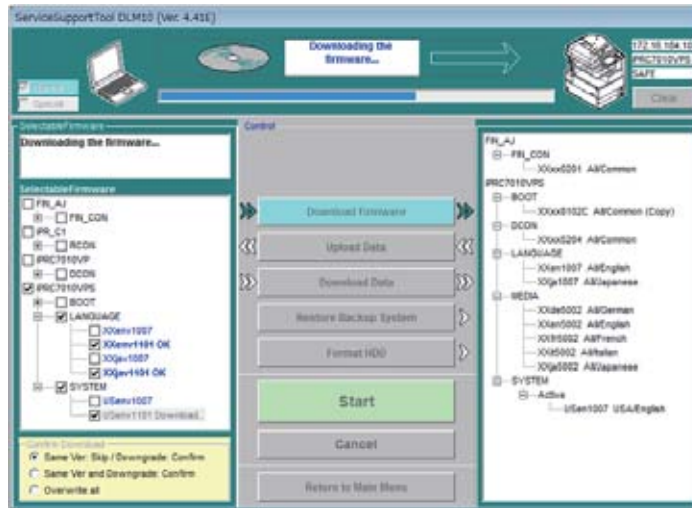 ServiceSupportTool DLM10 (Ver. 4.41E)
Downloading the
firmware...
172.16.184.10
iPRC7010VPS
SAFE
Clear
SelectableFirmware
Downloading the firmware...
SelectableFirmware
FIN_AJ
FIN_CON
iPR_C1
RCON
iPRC7010VP
DCON
iPRC7010VPS
BOOT
LANGUAGE
XXenv1007
XXenv1101 OK
XXjav1007
XXjav1101 OK
SYSTEM
USenv1007
USenv1101 Download..
Confirm Download
Same Ver: Skip / Downgrade: Confirm
Same Ver and Downgrade: Confirm
Overwrite all
Control
Download Firmware
Upload Data
Download Data
Restore Backup System
Format HDD
Start
Cancel
Return to Main Menu
FIN_AJ
FIN_CON
XXxx0201 All/Common
iPRC7010VPS
BOOT
XXxx0102C All/Common (Copy)
DCON
XXxx0204 All/Common
LANGUAGE
XXen1007 All/English
XXja1007 All/Japanese
MEDIA
XXde5002 All/German
XXen5002 All/English
XXfr5002 All/French
XXit5002 All/Italian
XXja5002 All/Japanese
SYSTEM
Active
USen1007 USA/English